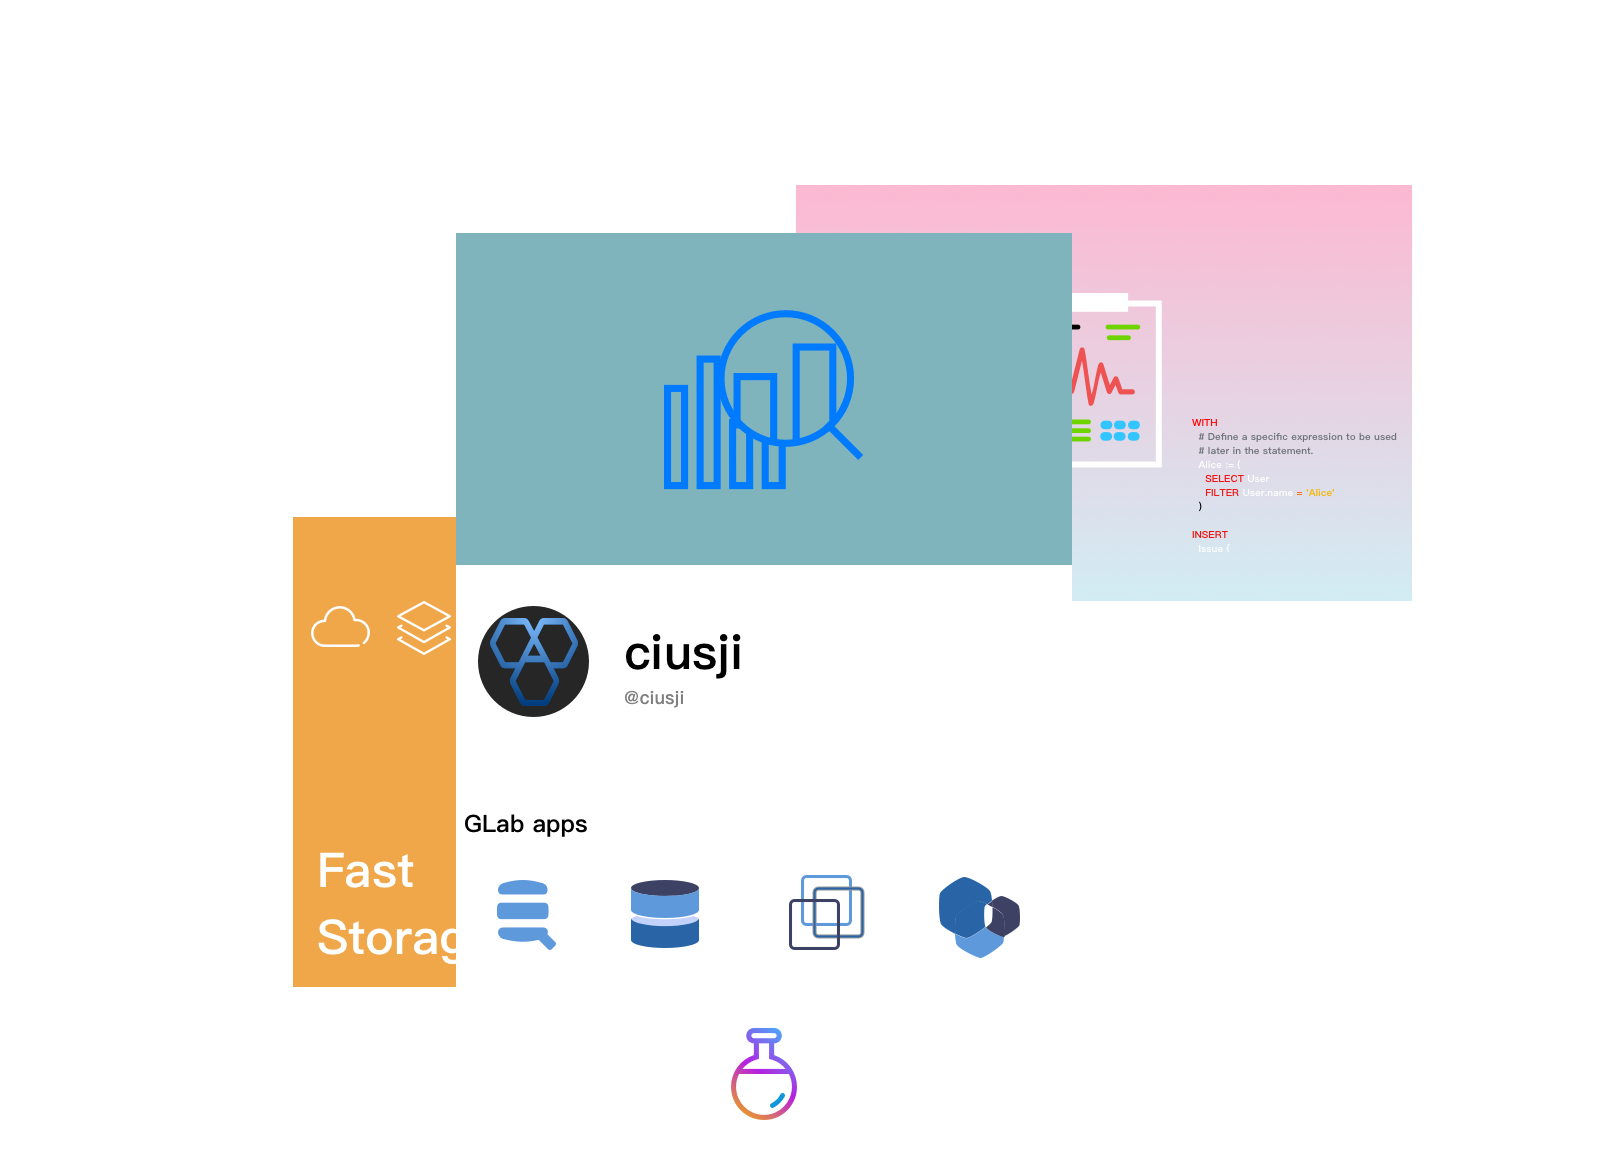 WITH
# Define a specific expression to be used
# later in the statement.
Alice := (
SELECT User
FILTER User.name = 'Alice'
)
INSERT
Issue {
ciusji
@ciusji
GLab apps
Fast